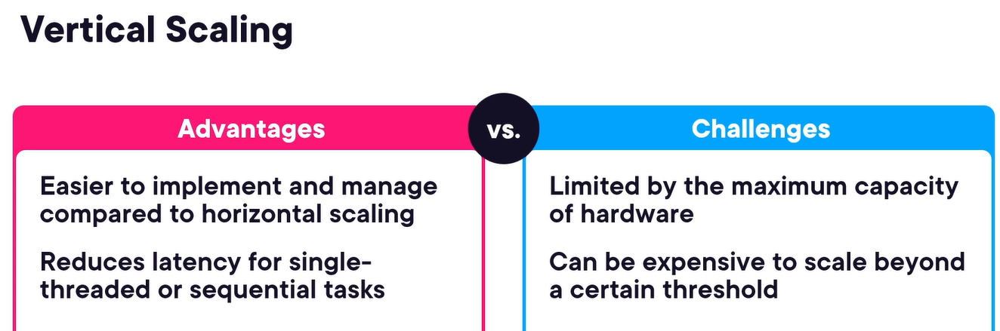 Vertical Scaling
Advantages
vs.
Challenges
Easier to implement and manage
compared to horizontal scaling
Reduces latency for single-
threaded or sequential tasks
Limited by the maximum capacity
of hardware
Can be expensive to scale beyond
a certain threshold